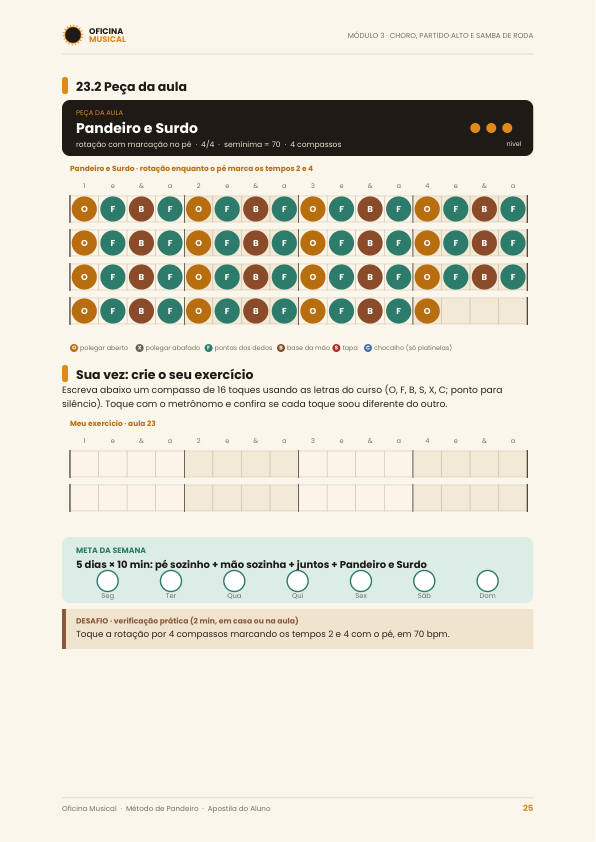 OFICINA
MUSICAL
MÓDULO 3 · CHORO, PARTIDO ALTO E SAMBA DE RODA
23.2 Peça da aula
PEÇA DA AULA
Pandeiro e Surdo
rotação com marcação no pé · 4/4 · semínima = 70 · 4 compassos
nível
Pandeiro e Surdo · rotação enquanto o pé marca os tempos 2 e 4
1 e & a 2 e & a 3 e & a 4 e & a
O F B F O F B F O F B F O F B F
O F B F O F B F O F B F O F B F
O F B F O F B F O F B F O F B F
O F B F O F B F O F B F O
O polegar aberto X polegar abafado F pontas dos dedos B base da mão S tapa C chocalho (só platinelas)
Sua vez: crie o seu exercício
Escreva abaixo um compasso de 16 toques usando as letras do curso (O, F, B, S, X, C; ponto para
silêncio). Toque com o metrônomo e confira se cada toque soou diferente do outro.
Meu exercício · aula 23
1 e & a 2 e & a 3 e & a 4 e & a
META DA SEMANA
5 dias × 10 min: pé sozinho + mão sozinha + juntos + Pandeiro e Surdo
Seg Ter Qua Qui Sex Sáb Dom
DESAFIO · verificação prática (2 min, em casa ou na aula)
Toque a rotação por 4 compassos marcando os tempos 2 e 4 com o pé, em 70 bpm.
Oficina Musical · Método de Pandeiro · Apostila do Aluno
25